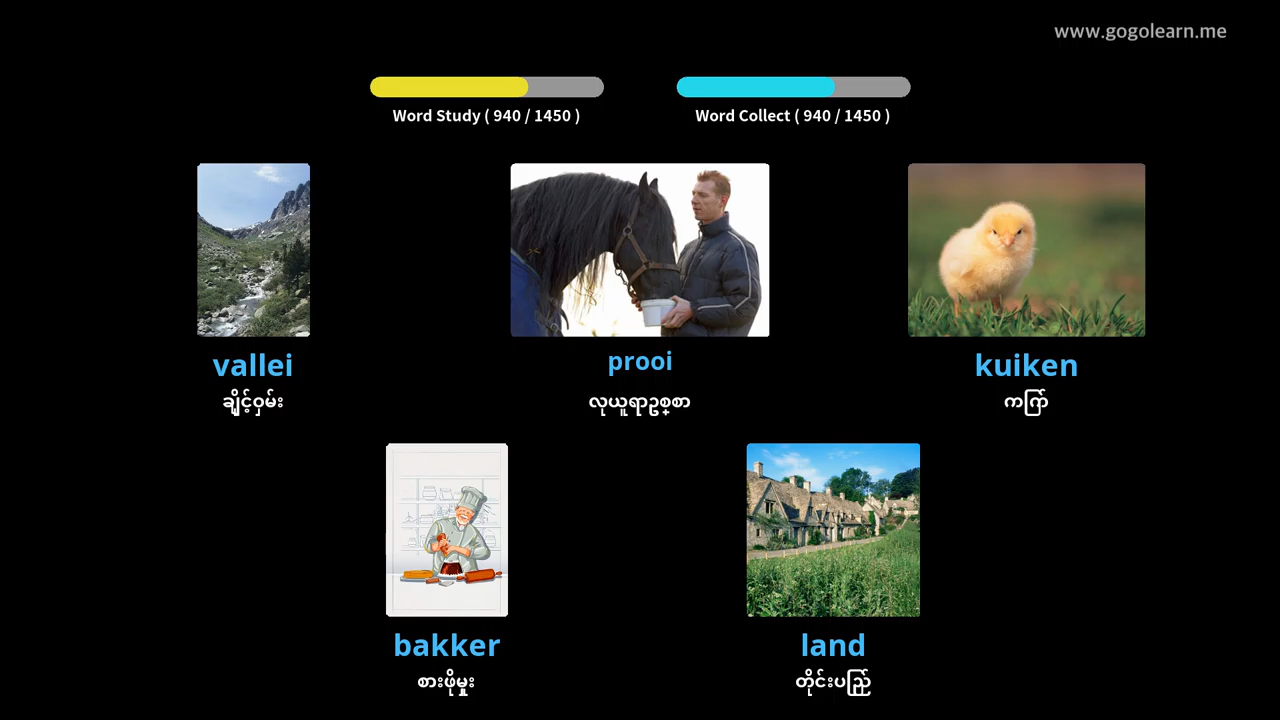 www.gogolearn.me
Word Study ( 940 / 1450 )
Word Collect ( 940 / 1450 )
vallei
ချိုင့်ဝှမ်း
prooi
လုယူရာဥစ္စာ
kuiken
ကြက်
bakker
စားဖိုမှူး
land
တိုင်းပြည်